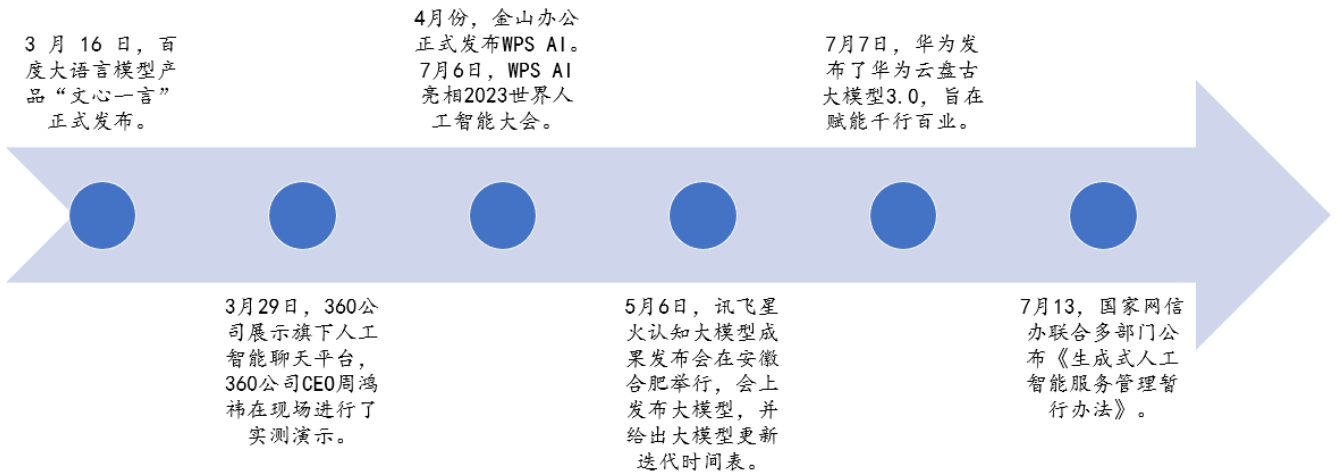 3 月 16 日，百
度大语言模型产
品“文心一言”
正式发布。
3月29日，360公
司展示旗下人工
智能聊天平台，
360公司CEO周鸿
祎在现场进行了
实测演示。
4月份，金山办公
正式发布WPS AI。
7月6日，WPS AI
亮相2023世界人
工智能大会。
5月6日，讯飞星
火认知大模型成
果发布会在安徽
合肥举行，会上
发布大模型，并
给出大模型更新
迭代时间表。
7月7日，华为发
布了华为云盘古
大模型3.0，旨在
赋能千行百业。
7月13，国家网信
办联合多部门公
布《生成式人工
智能服务管理暂
行办法》。